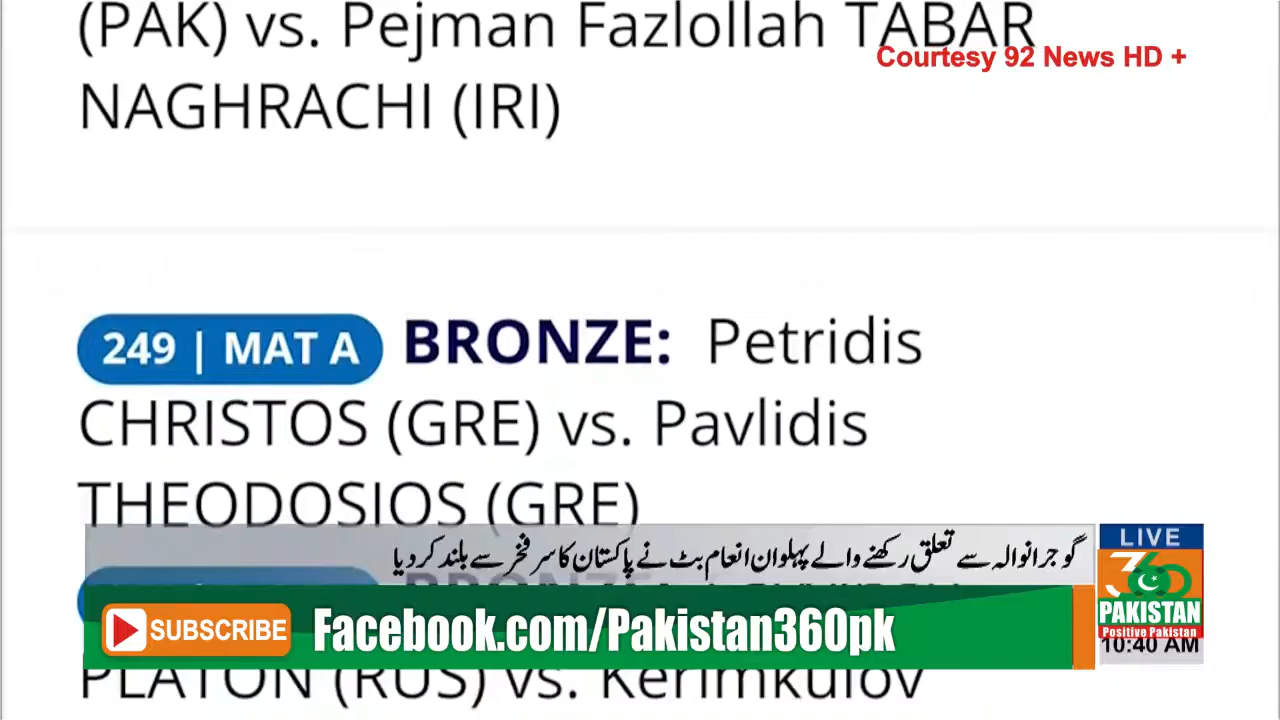 (PAK) vs. Pejman Fazlollah TABAR
Courtesy 92 News HD +
NAGHRACHI (IRI)
249 | MAT A BRONZE: Petridis
CHRISTOS (GRE) vs. Pavlidis
THEODOSIOS (GRE)
گوجرانوالہ سے تعلق رکھنے والے پہلوان انعام بٹ نے پاکستان کا سر فخر سے بلند کردیا
LIVE
360
PAKISTAN
Positive Pakistan
10:40 AM
SUBSCRIBE Facebook.com/Pakistan360pk
PLATON (RUS) vs. Kerimkulov